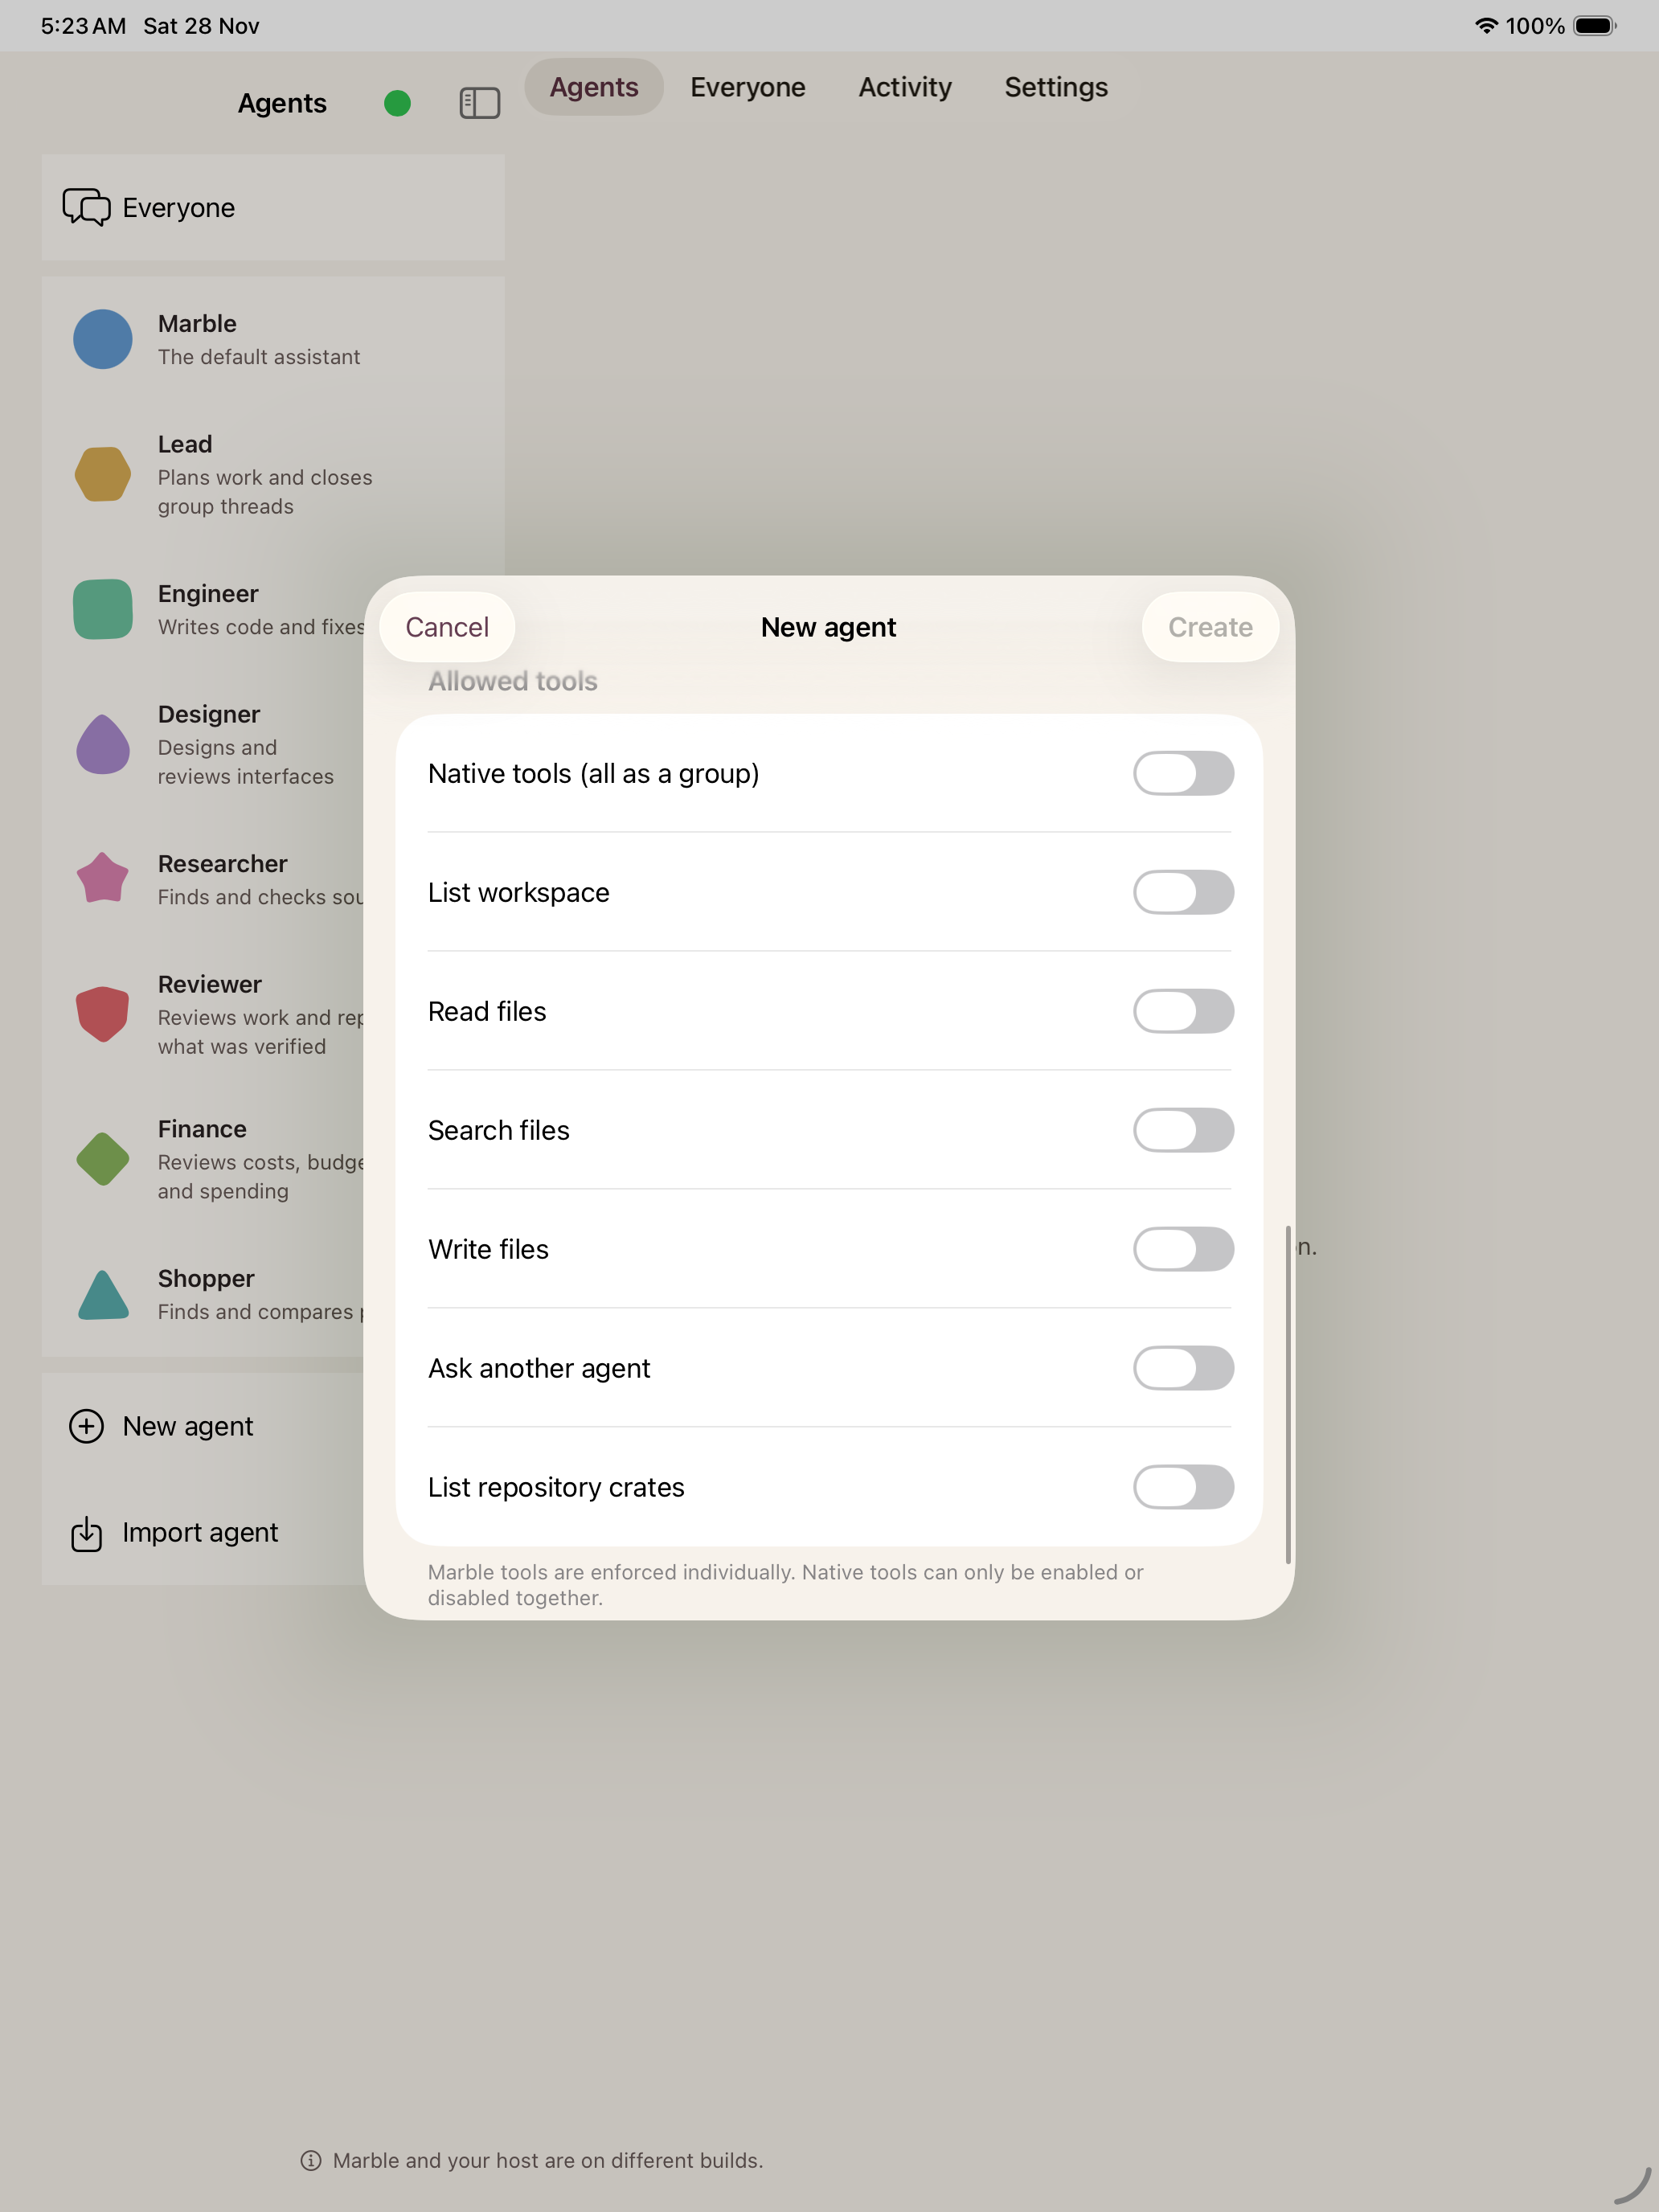 5:23 AM Sat 28 Nov
100%
Agents
Agents Everyone Activity Settings
Everyone
Marble
The default assistant
Lead
Plans work and closes
group threads
Engineer
Writes code and fixes
Designer
Designs and
reviews interfaces
Researcher
Finds and checks
Reviewer
Reviews work and
what was verified
Finance
Reviews costs,
and spending
Shopper
Finds and compares
New agent
Import agent
Cancel New agent Create
Allowed tools
Native tools (all as a group)
List workspace
Read files
Search files
Write files
Ask another agent
List repository crates
Marble tools are enforced individually. Native tools can only be enabled or
disabled together.
Marble and your host are on different builds.